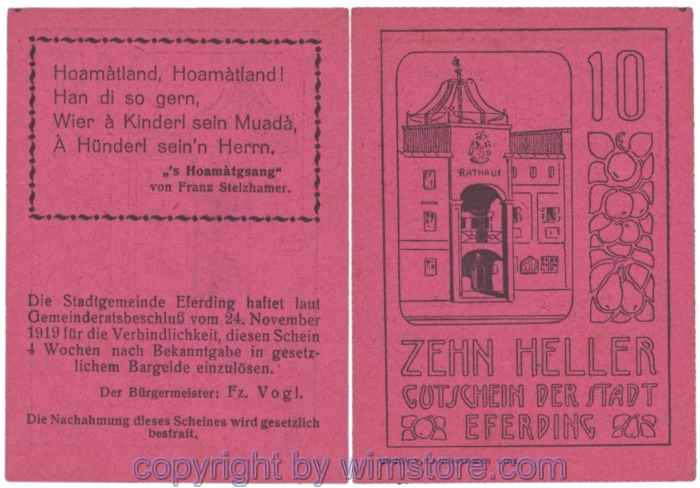 Hoamàtland, Hoamàtland!
Han di so gern,
Wier à Kinderl sein Muadà,
À Hünderl sein'n Herrn.
„'s Hoamàtgsang"
von Franz Stelzhamer.
Die Stadtgemeinde Eferding haftet laut
Gemeinderatsbeschluß vom 24. November
1919 für die Verbindlichkeit, diesen Schein
4 Wochen nach Bekanntgabe in gesetz-
lichem Bargelde einzulösen.
Der Bürgermeister: Fz. Vogl.
Die Nachahmung dieses Scheines wird gesetzlich
bestraft.
10
RATHAUS
ZEHN HELLER
GUTSCHEIN DER STADT
EFERDING
copyright by wimstore.com